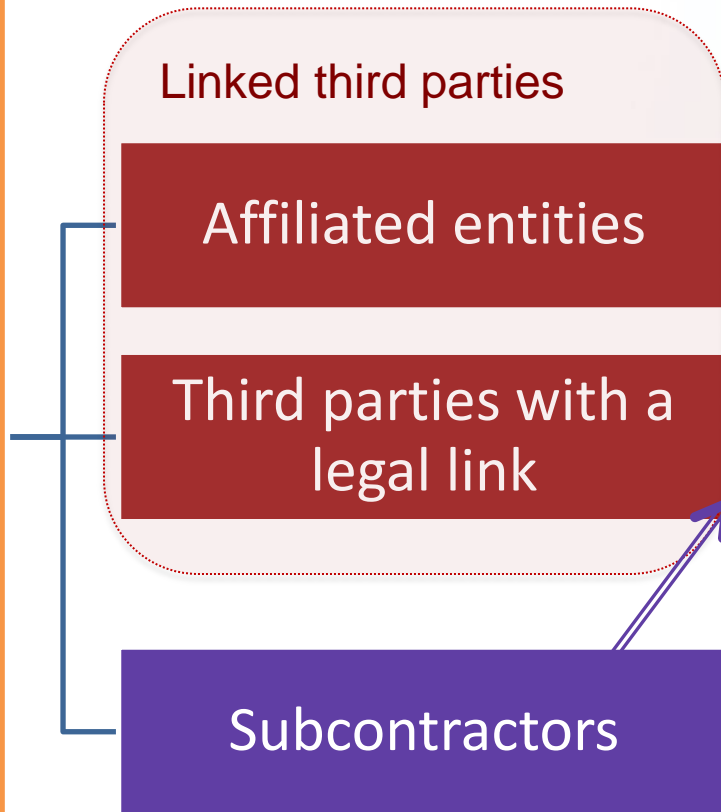 Linked third parties
Affiliated entities
Third parties with a
legal link
Subcontractors